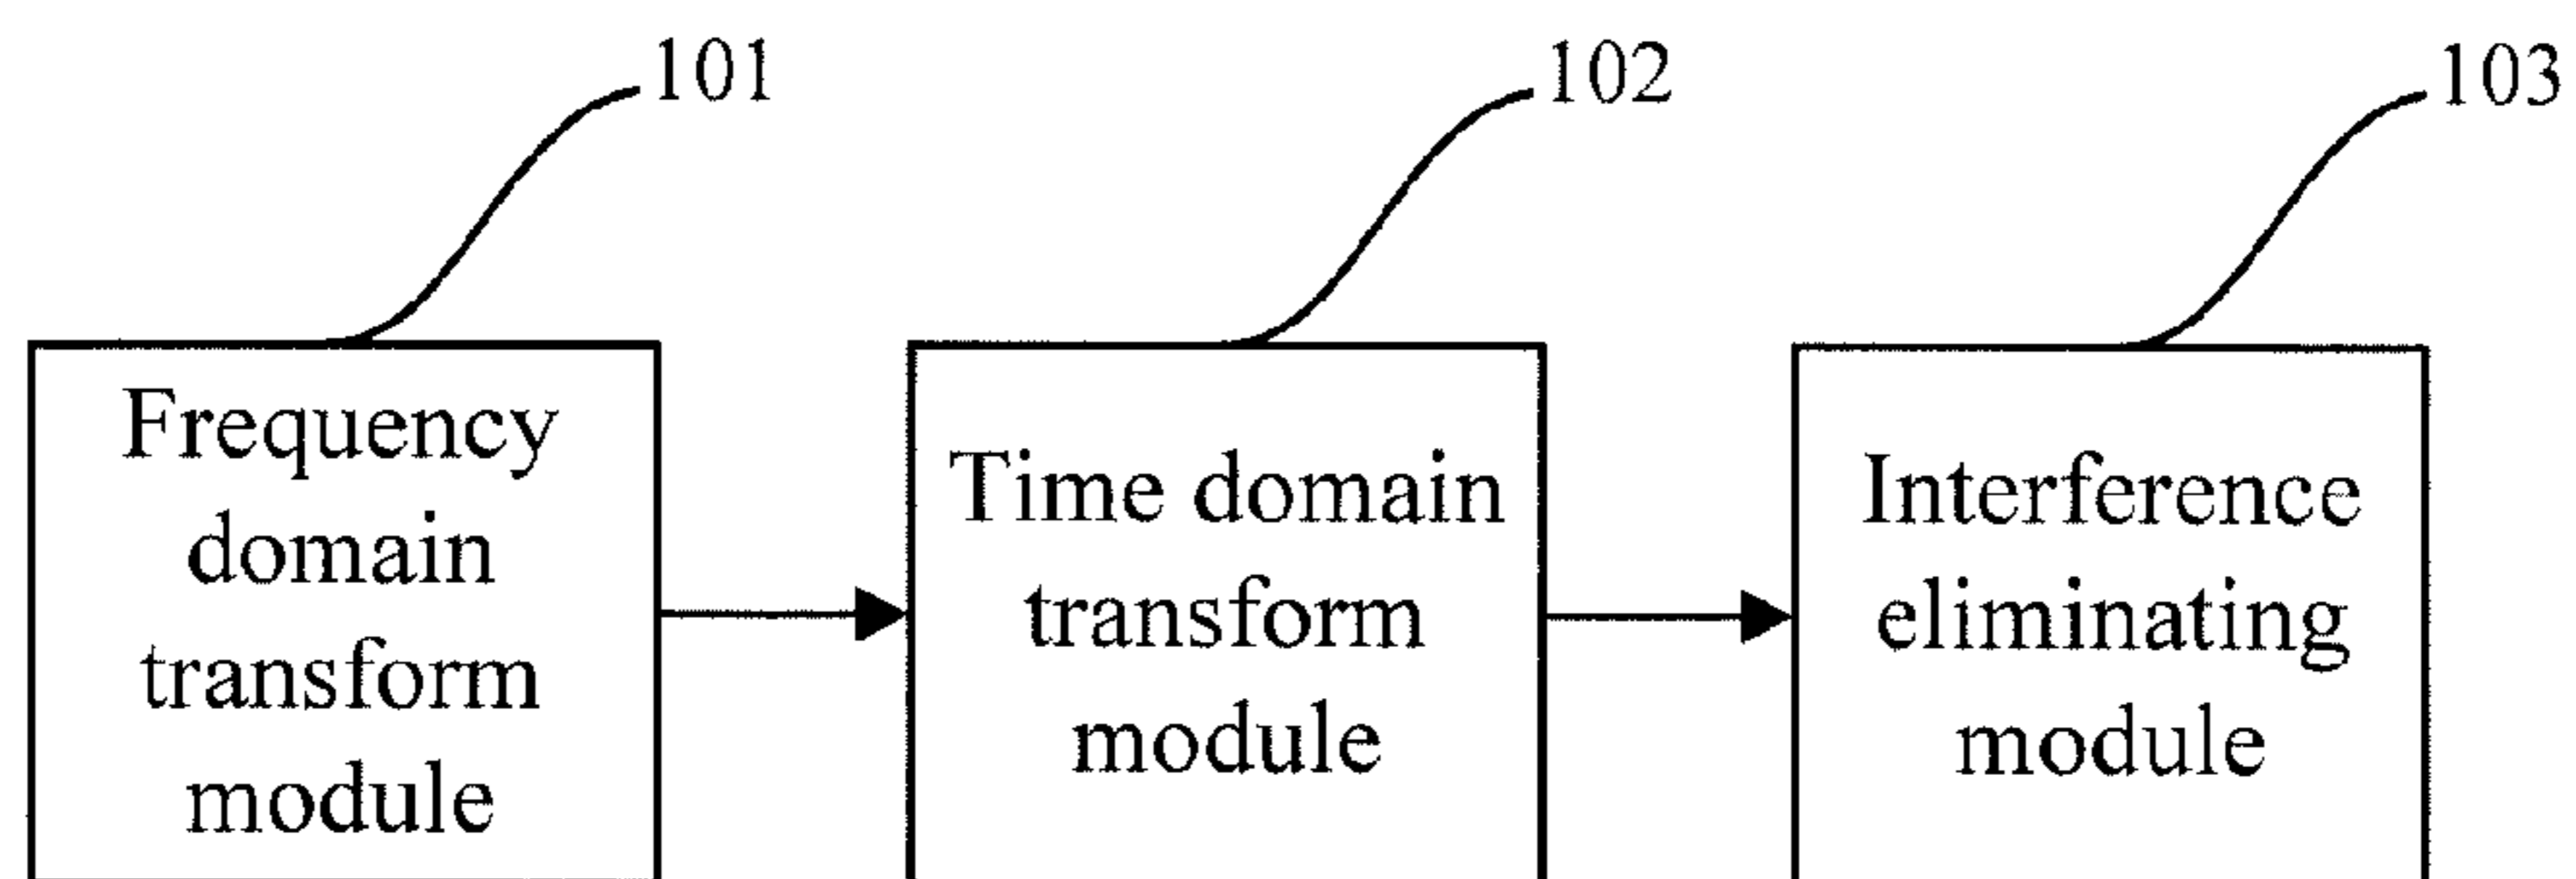 101
102
103
Frequency
domain
transform
module
Time domain
transform
module
Interference
eliminating
module